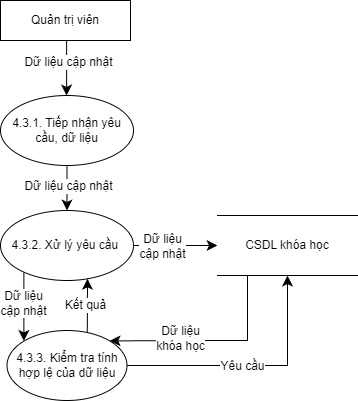 Quản trị viên
Dữ liệu cập nhật
4.3.1. Tiếp nhận yêu
cầu, dữ liệu
Dữ liệu cập nhật
4.3.2. Xử lý yêu cầu
Dữ liệu
cập nhật
CSDL khóa học
Dữ liệu
cập nhật
Kết quả
Dữ liệu
khóa học
4.3.3. Kiểm tra tính
hợp lệ của dữ liệu
Yêu cầu